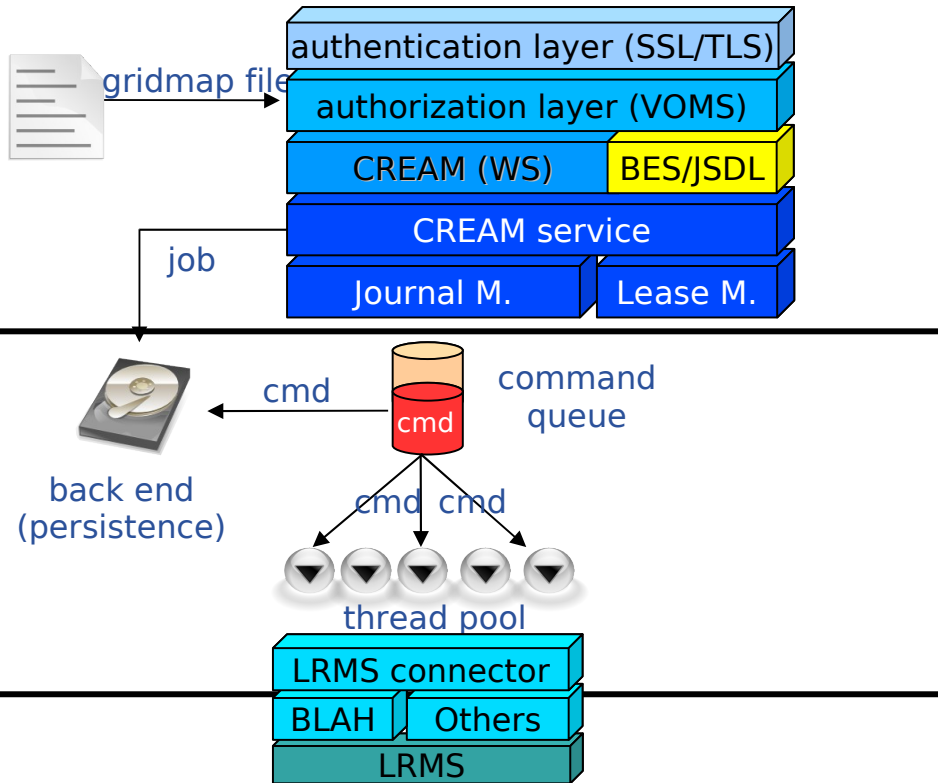 authentication layer (SSL/TLS)
gridmap file
authorization layer (VOMS)
CREAM (WS)
BES/JSDL
CREAM service
job
Journal M.
Lease M.
cmd
command
queue
cmd
back end
(persistence)
cmd
cmd
thread pool
LRMS connector
BLAH
Others
LRMS